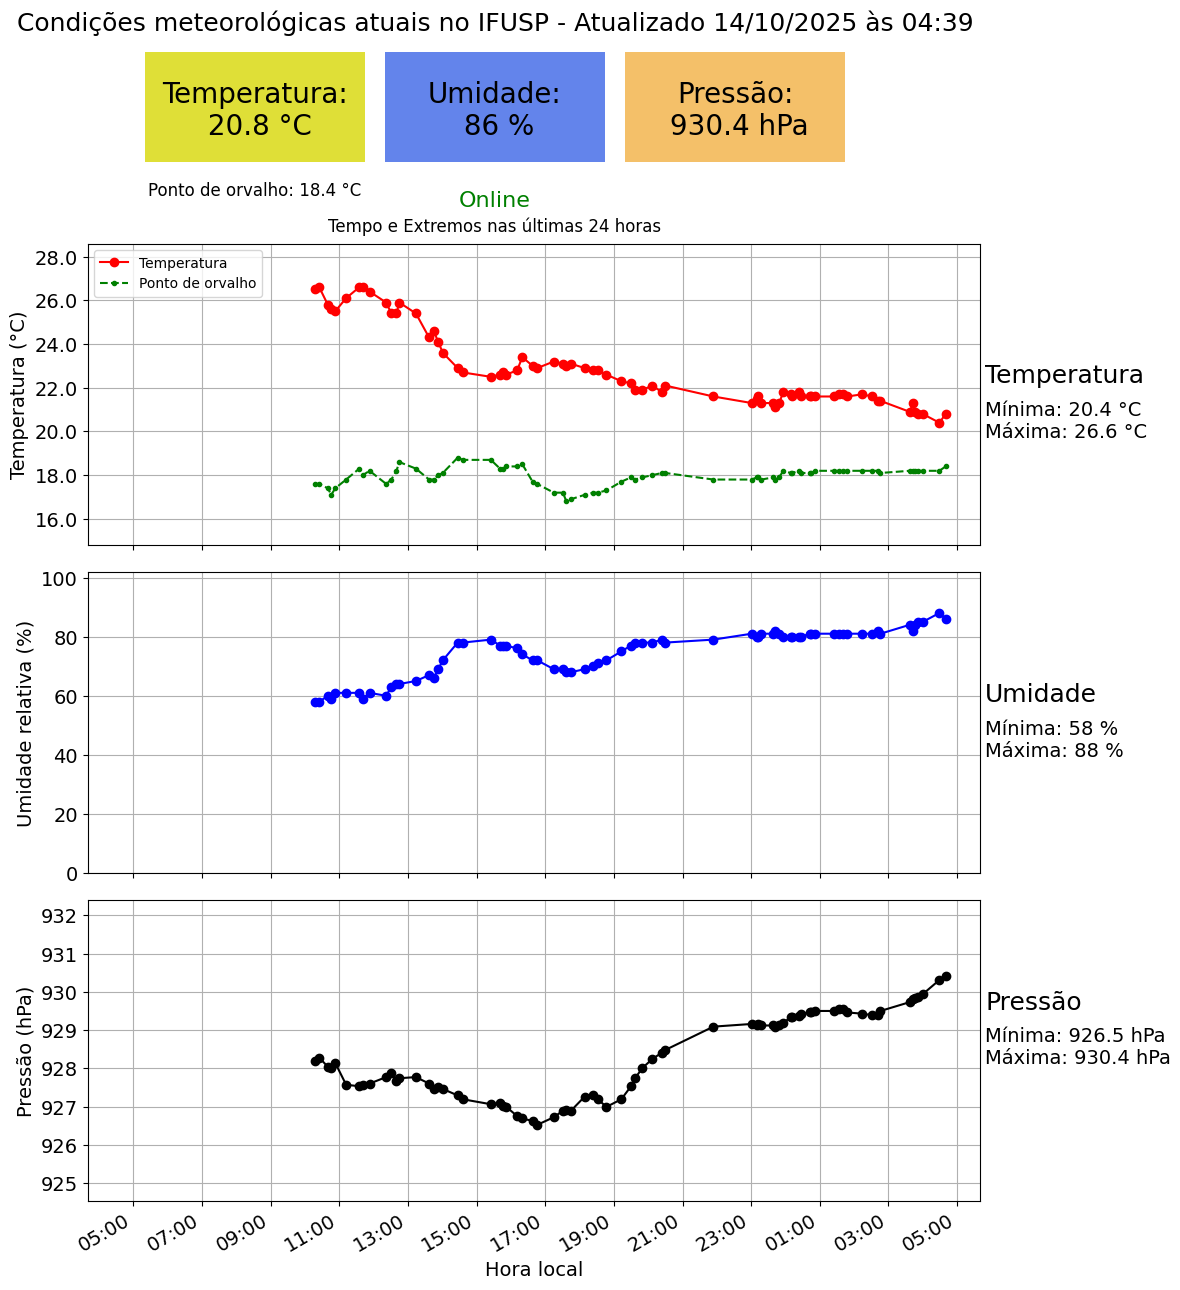 Condições meteorológicas atuais no IFUSP - Atualizado 14/10/2025 às 04:39
Temperatura:
20.8 °C
Umidade:
86 %
Pressão:
930.4 hPa
Ponto de orvalho: 18.4 °C
Online
Tempo e Extremos nas últimas 24 horas
Temperatura
Ponto de orvalho
Temperatura (°C)
28.0
26.0
24.0
22.0
20.0
18.0
16.0
Temperatura
Mínima: 20.4 °C
Máxima: 26.6 °C
Umidade relativa (%)
100
80
60
40
20
0
Umidade
Mínima: 58 %
Máxima: 88 %
Pressão (hPa)
932
931
930
929
928
927
926
925
Pressão
Mínima: 926.5 hPa
Máxima: 930.4 hPa
05:00
07:00
09:00
11:00
13:00
15:00
17:00
19:00
21:00
23:00
01:00
03:00
05:00
Hora local